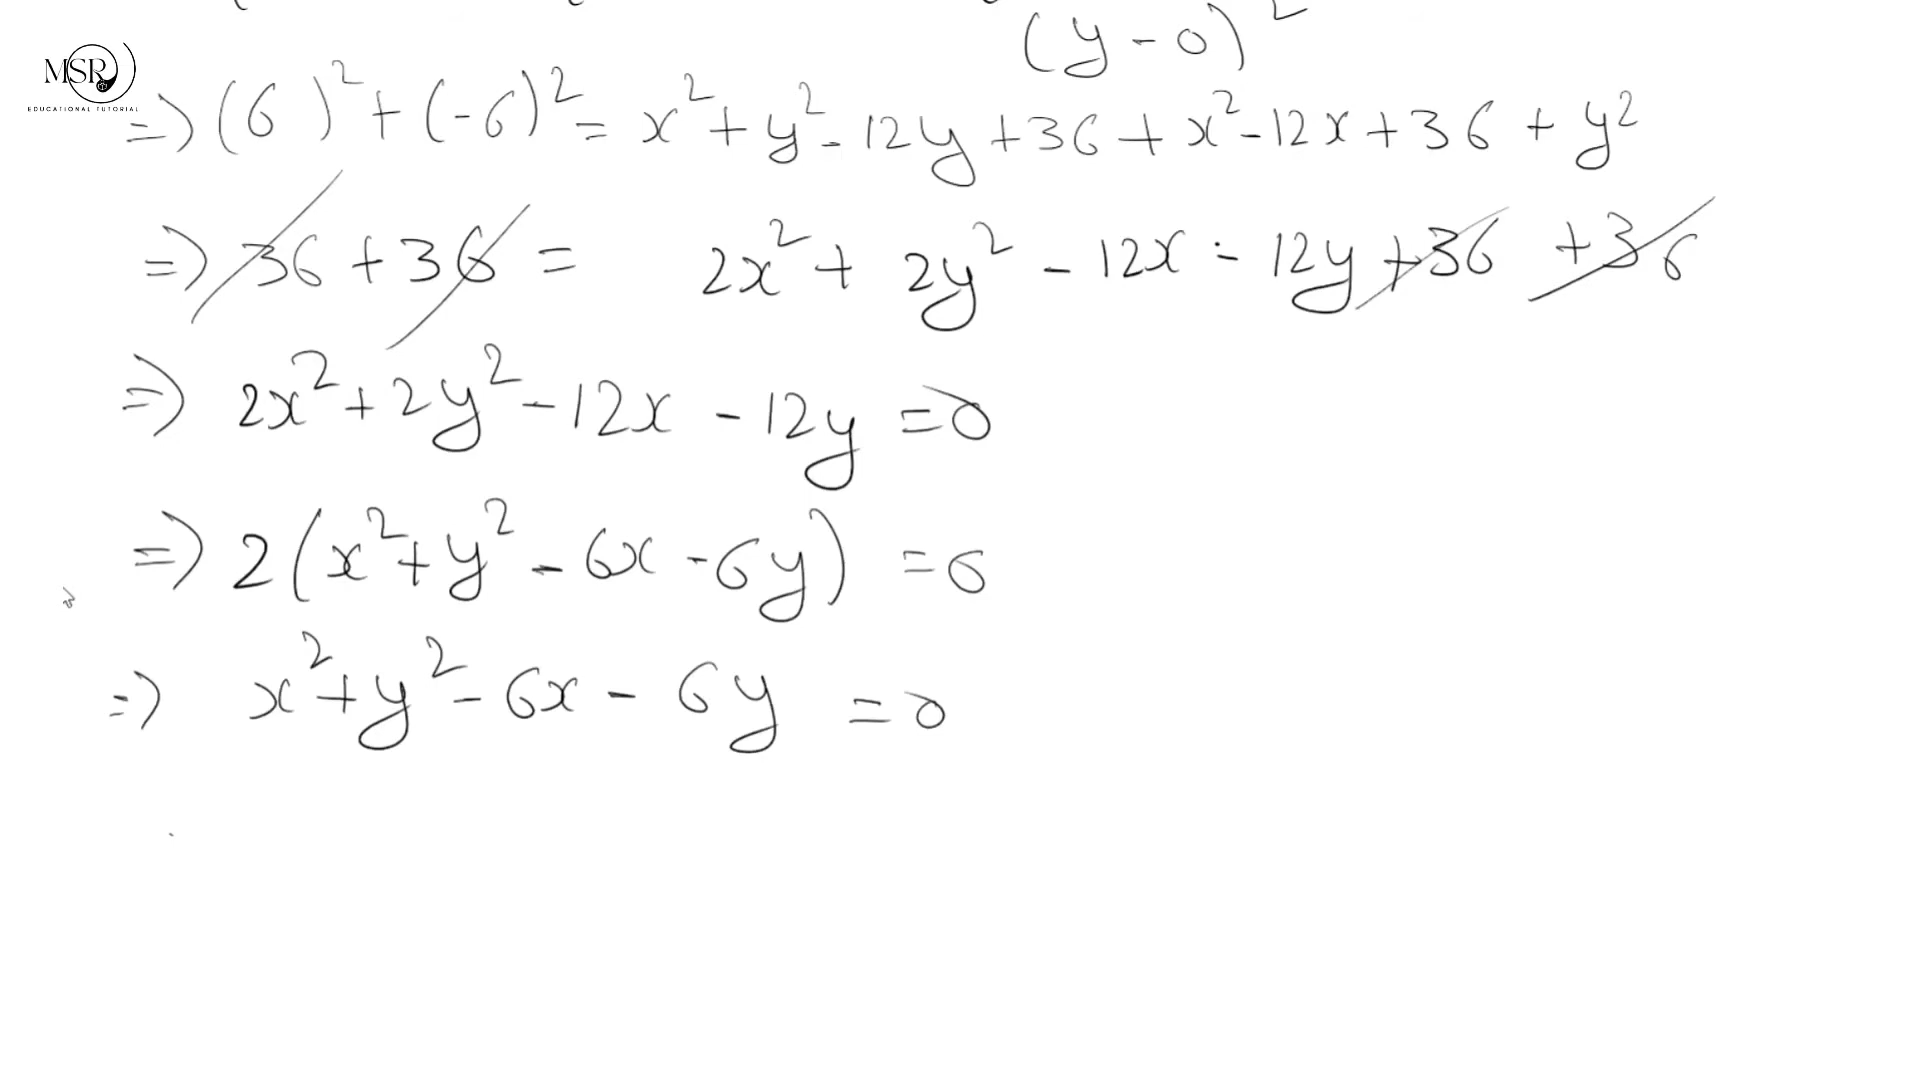 (y - 0)²
MSR
EDUCATIONAL TUTORIAL
=> (6)² + (-6)² = x² + y² - 12y + 36 + x² - 12x + 36 + y²
=> 36 + 36 = 2x² + 2y² - 12x - 12y + 36 + 36
=> 2x² + 2y² - 12x - 12y = 0
=> 2(x² + y² - 6x - 6y) = 0
=> x² + y² - 6x - 6y = 0